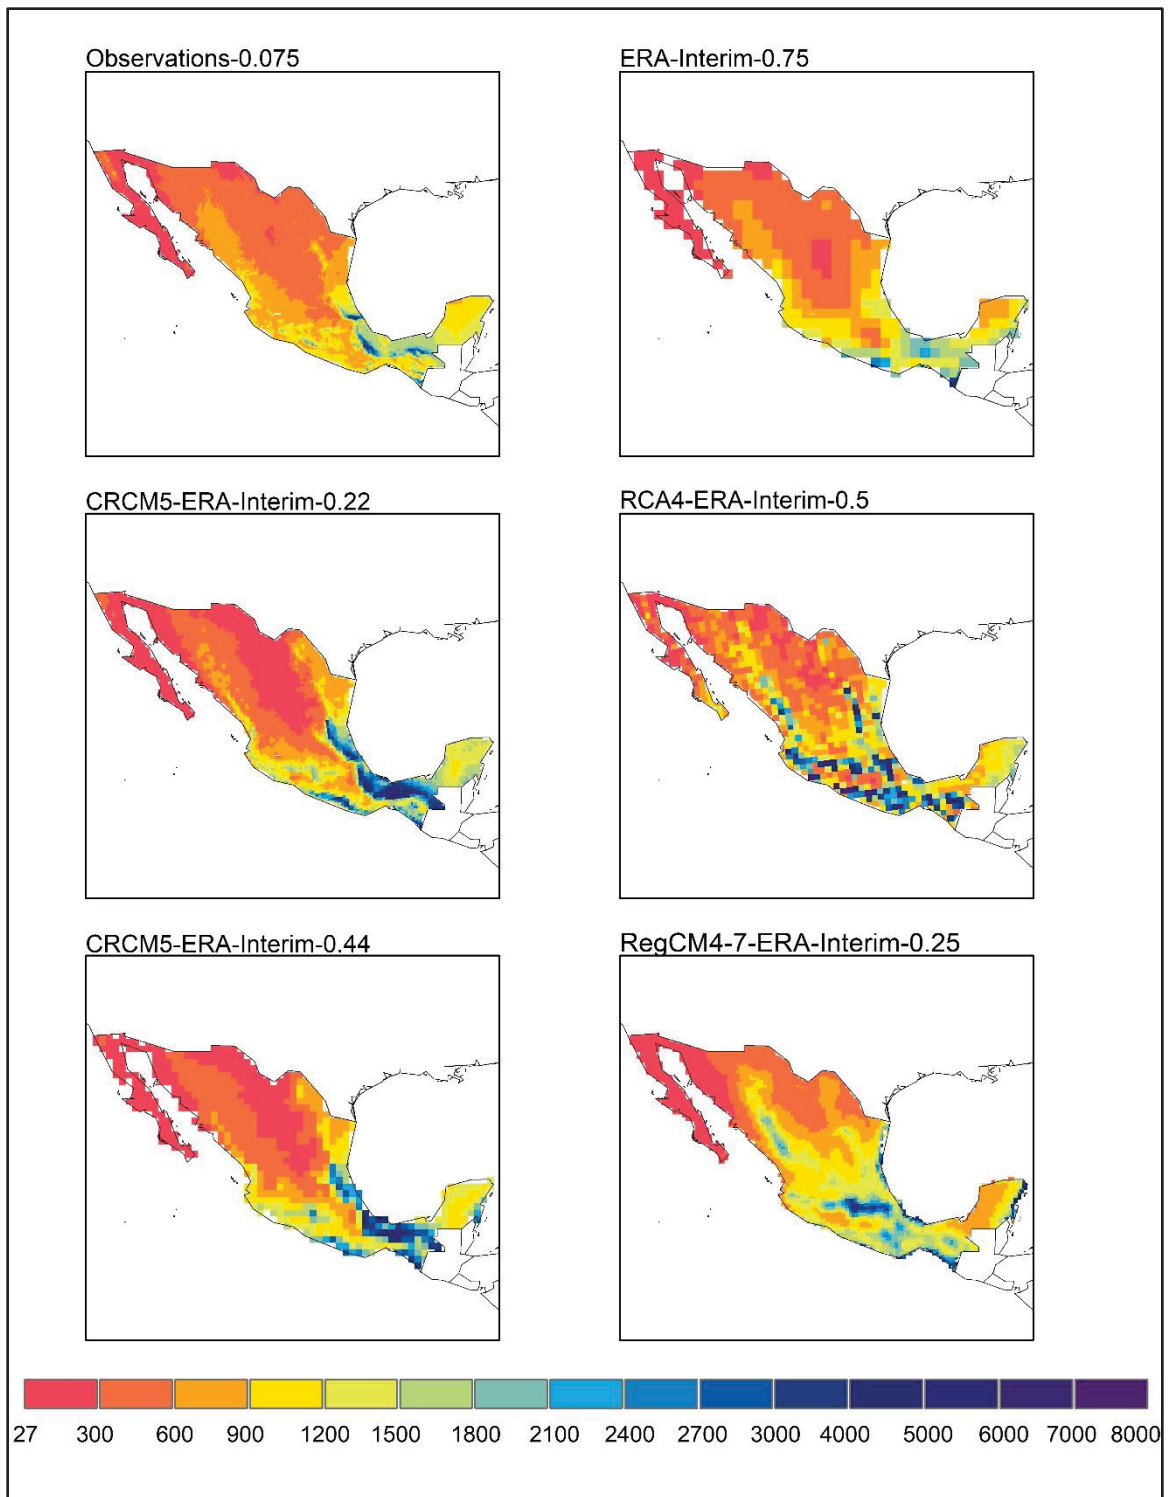 Observations-0.075
ERA-Interim-0.75
CRCM5-ERA-Interim-0.22
RCA4-ERA-Interim-0.5
CRCM5-ERA-Interim-0.44
RegCM4-7-ERA-Interim-0.25
27 300 600 900 1200 1500 1800 2100 2400 2700 3000 4000 5000 6000 7000 8000